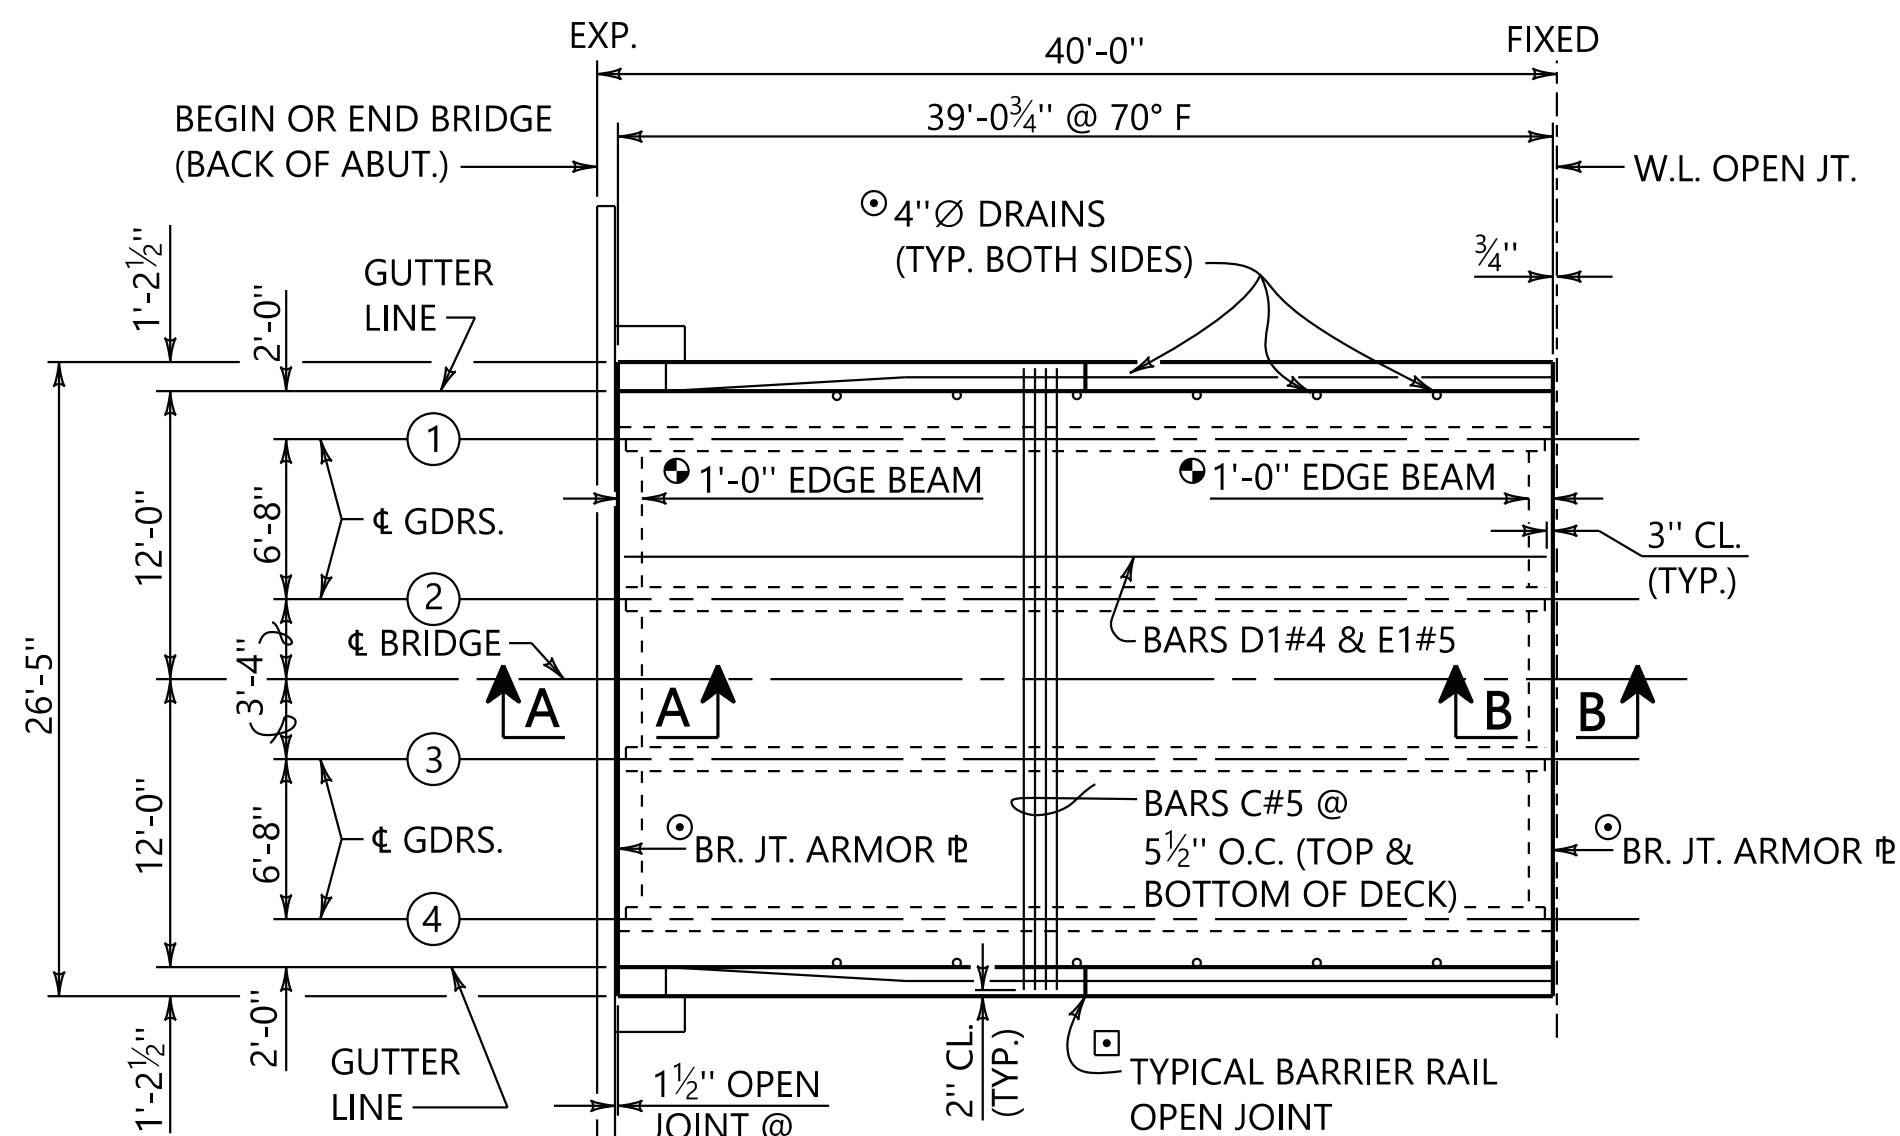 EXP.
40'-0"
FIXED
BEGIN OR END BRIDGE
(BACK OF ABUT.)
39'-0¾" @ 70° F
W.L. OPEN JT.
4"Ø DRAINS
(TYP. BOTH SIDES)
¾"
1'-2½"
2'-0"
GUTTER
LINE
1
1'-0" EDGE BEAM
1'-0" EDGE BEAM
12'-0"
6'-8"
℄ GDRS.
3" CL.
(TYP.)
2
26'-5"
3'-4"
℄ BRIDGE
BARS D1#4 & E1#5
A
A
B
B
3
12'-0"
6'-8"
℄ GDRS.
BR. JT. ARMOR ⅊
BARS C#5 @
5½" O.C. (TOP &
BOTTOM OF DECK)
BR. JT. ARMOR ⅊
4
1'-2½"
2'-0"
GUTTER
LINE
1½" OPEN
JOINT @
2" CL.
(TYP.)
TYPICAL BARRIER RAIL
OPEN JOINT